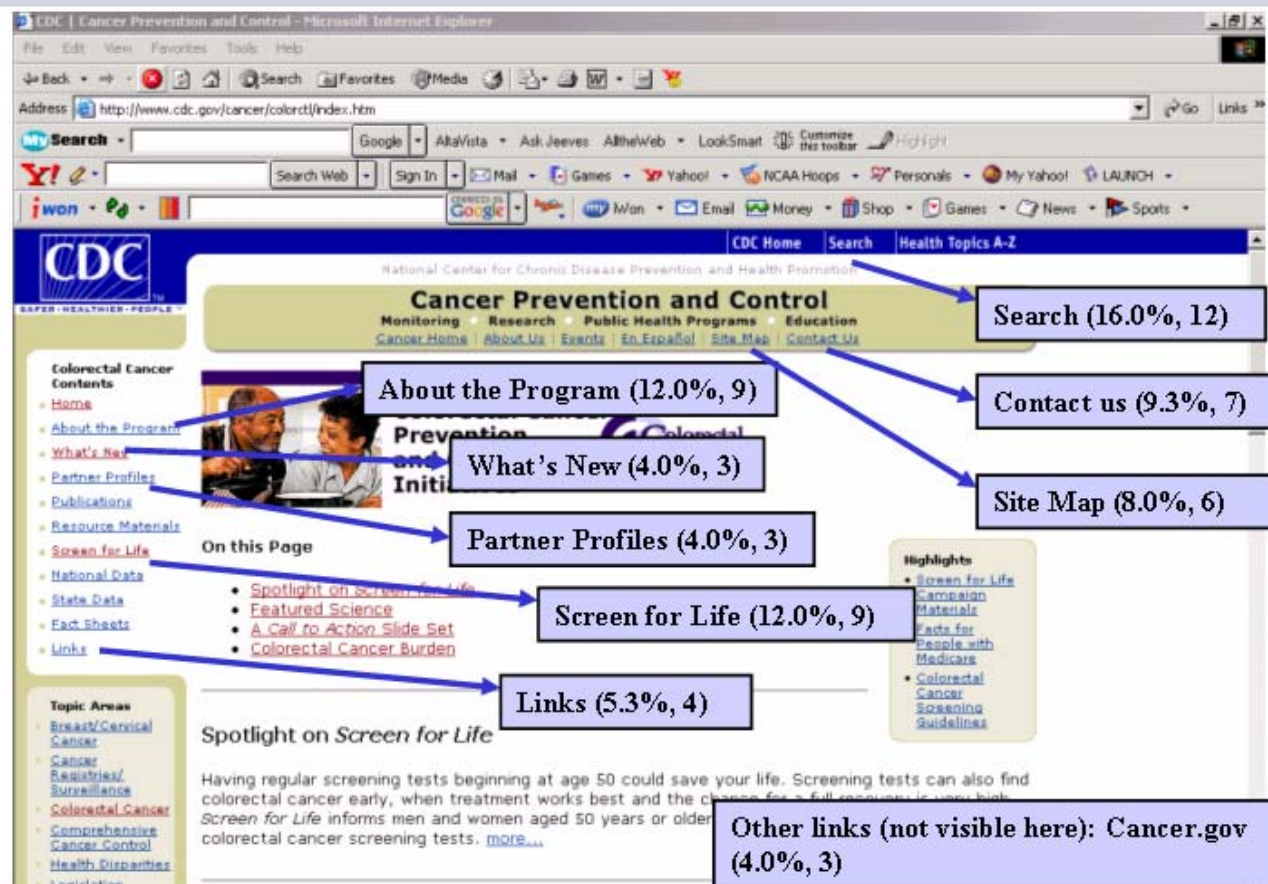 CDC | Cancer Prevention and Control - Microsoft Internet Explorer
File Edit View Favorites Tools Help
Back Search Favorites Media
Address http://www.cdc.gov/cancer/colorctl/index.htm Go Links »
My Search Google AltaVista Ask Jeeves AlltheWeb LookSmart Customize this toolbar Highlight
Y! Search Web Sign In Mail Games Yahoo! NCAA Hoops Personals My Yahoo! LAUNCH
iwon Google iWon Email Money Shop Games News Sports
CDC Home Search Health Topics A-Z
CDC
TM
SAFER·HEALTHIER·PEOPLE
National Center for Chronic Disease Prevention and Health Promotion
Cancer Prevention and Control
Monitoring Research Public Health Programs Education
Cancer Home | About Us | Events | En Español | Site Map | Contact Us
Search (16.0%, 12)
Contact us (9.3%, 7)
Site Map (8.0%, 6)
Colorectal Cancer
Contents
Home
About the Program
What's New
Partner Profiles
Publications
Resource Materials
Screen for Life
National Data
State Data
Fact Sheets
Links
About the Program (12.0%, 9)
Prevention
Colorectal
What's New (4.0%, 3)
Partner Profiles (4.0%, 3)
Screen for Life (12.0%, 9)
Links (5.3%, 4)
On this Page
Spotlight on Screen for Life
Featured Science
A Call to Action Slide Set
Colorectal Cancer Burden
Highlights
Screen for Life
Campaign
Materials
Facts for
People with
Medicare
Colorectal
Cancer
Screening
Guidelines
Topic Areas
Breast/Cervical
Cancer
Cancer
Registries/
Surveillance
Colorectal Cancer
Comprehensive
Cancer Control
Health Disparities
Spotlight on Screen for Life
Having regular screening tests beginning at age 50 could save your life. Screening tests can also find
colorectal cancer early, when treatment works best and the chance for a full recovery is very high.
Screen for Life informs men and women aged 50 years or older
colorectal cancer screening tests. more...
Other links (not visible here): Cancer.gov
(4.0%, 3)